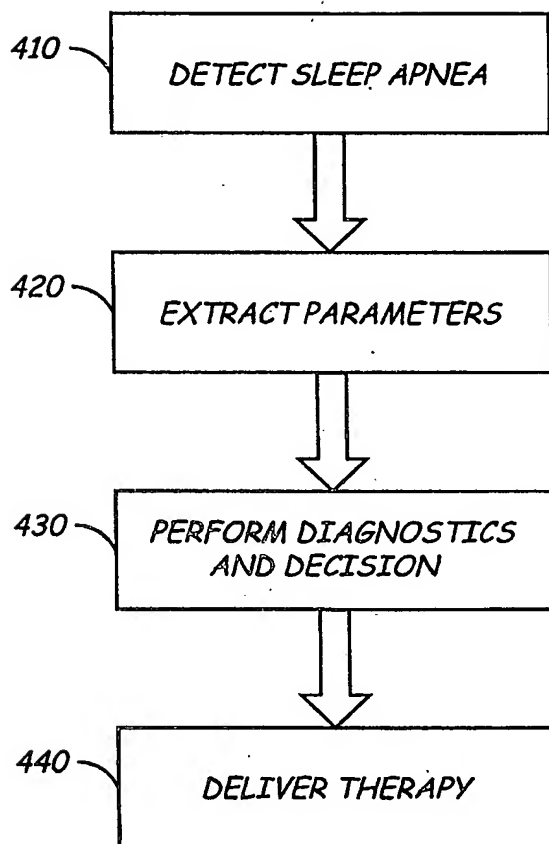 410 DETECT SLEEP APNEA
420 EXTRACT PARAMETERS
430 PERFORM DIAGNOSTICS
AND DECISION
440 DELIVER THERAPY